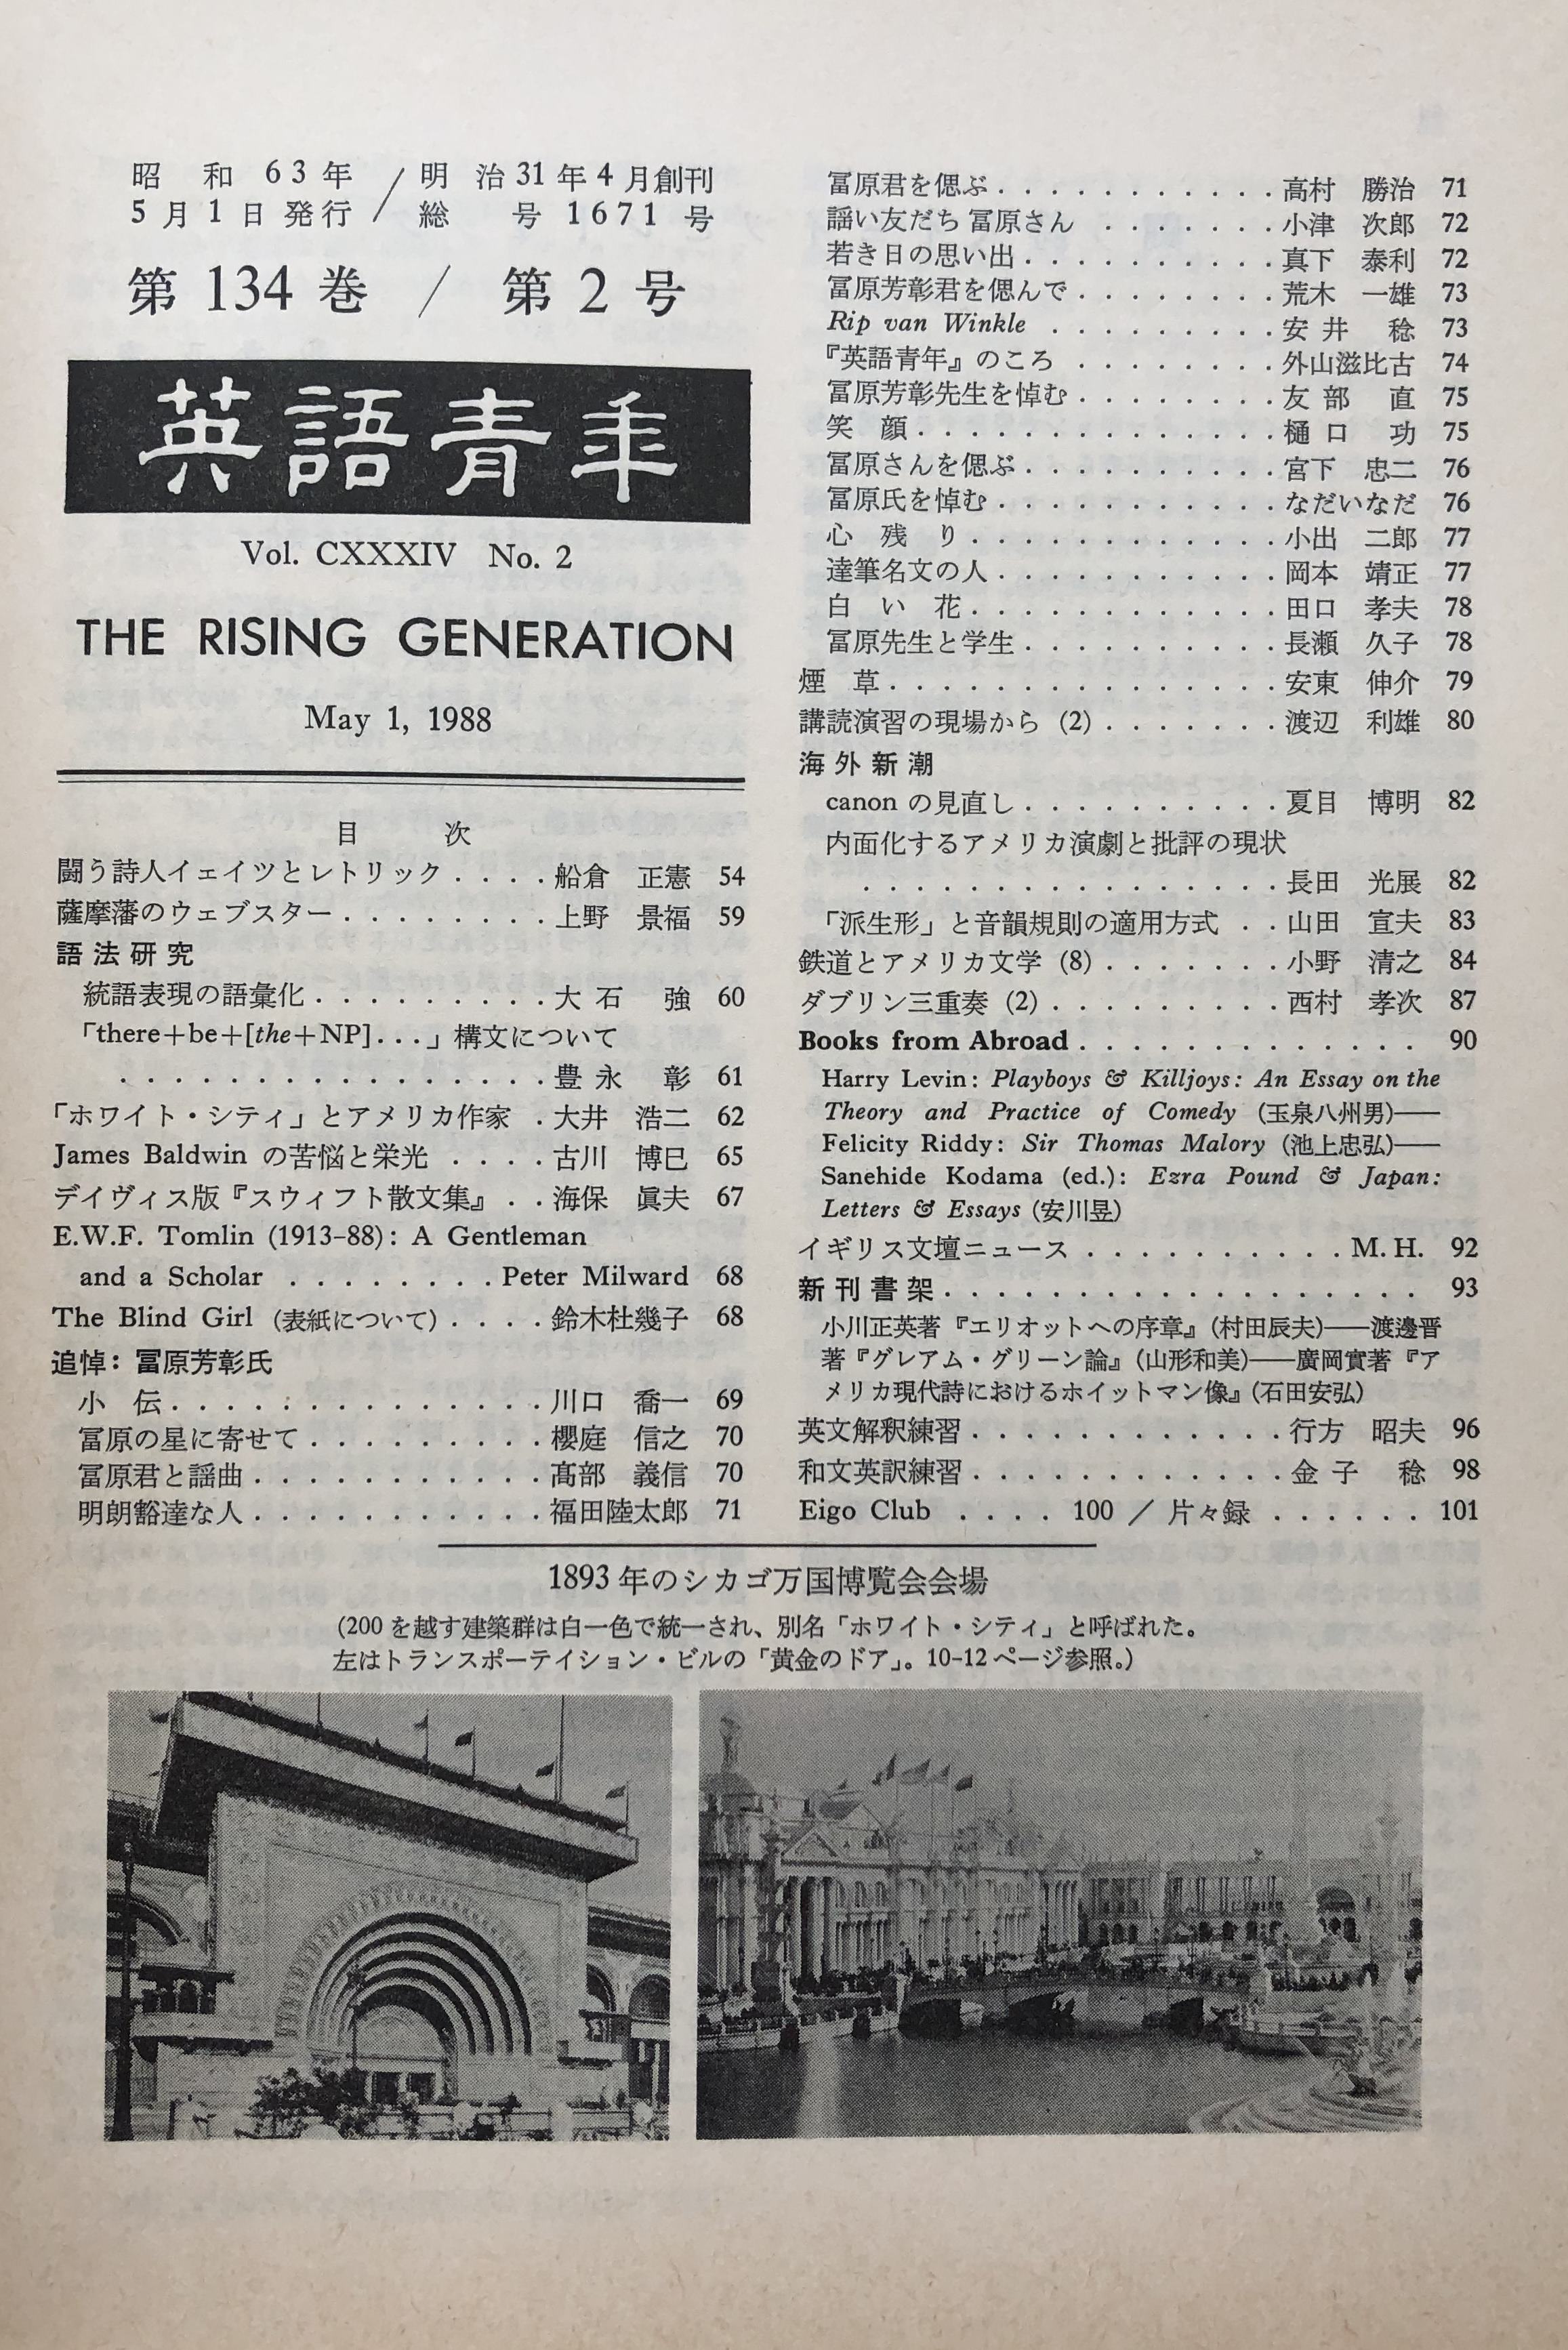 昭和63年/明治31年4月創刊
5月1日発行/総号1671号
第134巻 / 第2号
英語青年
Vol. CXXXIV No. 2
THE RISING GENERATION
May 1, 1988
目 次
闘う詩人イェイツとレトリック....船倉 正憲 54
薩摩藩のウェブスター........上野 景福 59
語法研究
統語表現の語彙化.........大石 強 60
「there+be+[the+NP]...」構文について
................豊永 彰 61
「ホワイト・シティ」とアメリカ作家 .大井 浩二 62
James Baldwin の苦悩と栄光 ....古川 博巳 65
デイヴィス版『スウィフト散文集』..海保 眞夫 67
E.W.F. Tomlin (1913-88): A Gentleman
and a Scholar ........Peter Milward 68
The Blind Girl (表紙について)....鈴木杜幾子 68
追悼: 冨原芳彰氏
小 伝..............川口 喬一 69
冨原の星に寄せて.........櫻庭 信之 70
冨原君と謡曲...........髙部 義信 70
明朗豁達な人...........福田陸太郎 71
冨原君を偲ぶ...........高村 勝治 71
謡い友だち 冨原さん .......小津 次郎 72
若き日の思い出..........真下 泰利 72
冨原芳彰君を偲んで........荒木 一雄 73
Rip van Winkle .........安井 稔 73
『英語青年』のころ ........外山滋比古 74
冨原芳彰先生を悼む........友部 直 75
笑 顔..............樋口 功 75
冨原さんを偲ぶ..........宮下 忠二 76
冨原氏を悼む...........なだいなだ 76
心 残 り............小出 二郎 77
達筆名文の人...........岡本 靖正 77
白 い 花............田口 孝夫 78
冨原先生と学生..........長瀬 久子 78
煙 草...............安東 伸介 79
講読演習の現場から (2).......渡辺 利雄 80
海外新潮
canon の見直し..........夏目 博明 82
内面化するアメリカ演劇と批評の現状
................長田 光展 82
「派生形」と音韻規則の適用方式 ..山田 宣夫 83
鉄道とアメリカ文学 (8).......小野 清之 84
ダブリン三重奏 (2).........西村 孝次 87
Books from Abroad............. 90
Harry Levin: Playboys & Killjoys: An Essay on the
Theory and Practice of Comedy (玉泉八州男)——
Felicity Riddy: Sir Thomas Malory (池上忠弘)——
Sanehide Kodama (ed.): Ezra Pound & Japan:
Letters & Essays (安川昱)
イギリス文壇ニュース ..........M. H. 92
新刊書架.................. 93
小川正英著『エリオットへの序章』(村田辰夫)——渡邊晋
著『グレアム・グリーン論』(山形和美)——廣岡實著『ア
メリカ現代詩におけるホイットマン像』(石田安弘)
英文解釈練習............行方 昭夫 96
和文英訳練習............金子 稔 98
Eigo Club .... 100 / 片々録 ...... 101
1893年のシカゴ万国博覧会会場
(200を越す建築群は白一色で統一され、別名「ホワイト・シティ」と呼ばれた。
左はトランスポーテイション・ビルの「黄金のドア」。10-12ページ参照。)